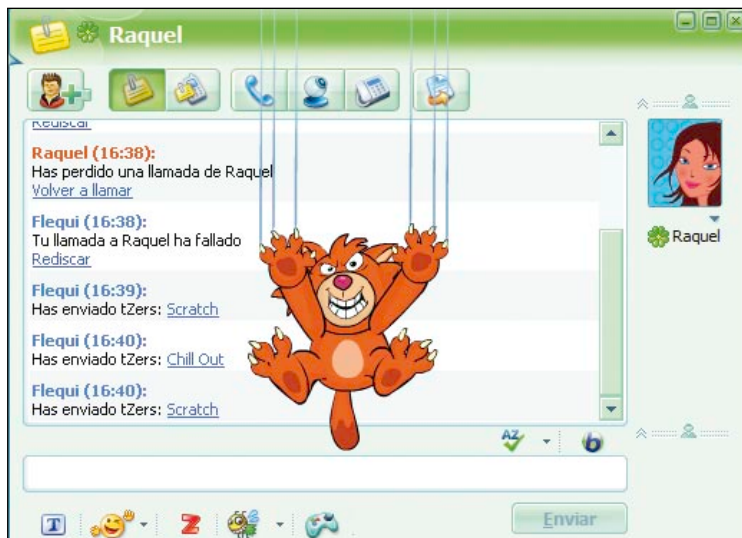 Raquel
Rediscar
Raquel (16:38):
Has perdido una llamada de Raquel
Volver a llamar
Flequi (16:38):
Tu llamada a Raquel ha fallado
Rediscar
Flequi (16:39):
Has enviado tZers: Scratch
Flequi (16:40):
Has enviado tZers: Chill Out
Flequi (16:40):
Has enviado tZers: Scratch
Raquel
AZ
b
T
Z
Enviar